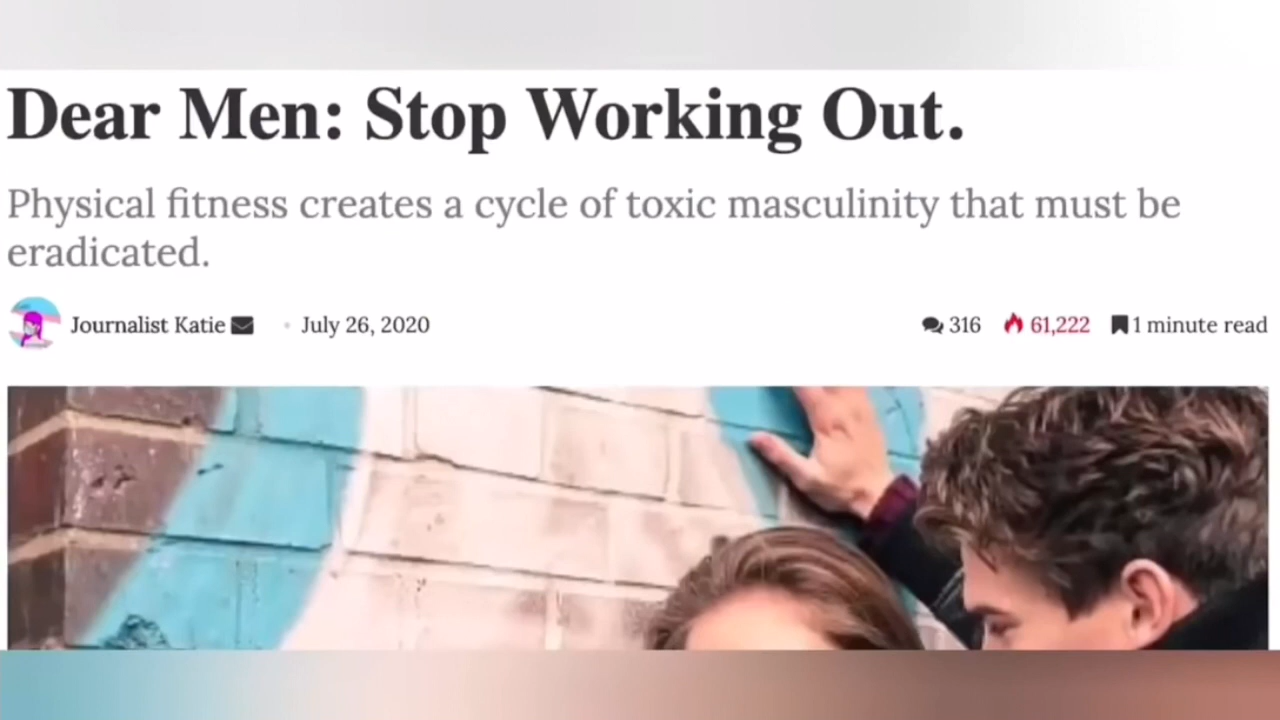 Dear Men: Stop Working Out.
Physical fitness creates a cycle of toxic masculinity that must be
eradicated.
Journalist Katie July 26, 2020 316 61,222 1 minute read